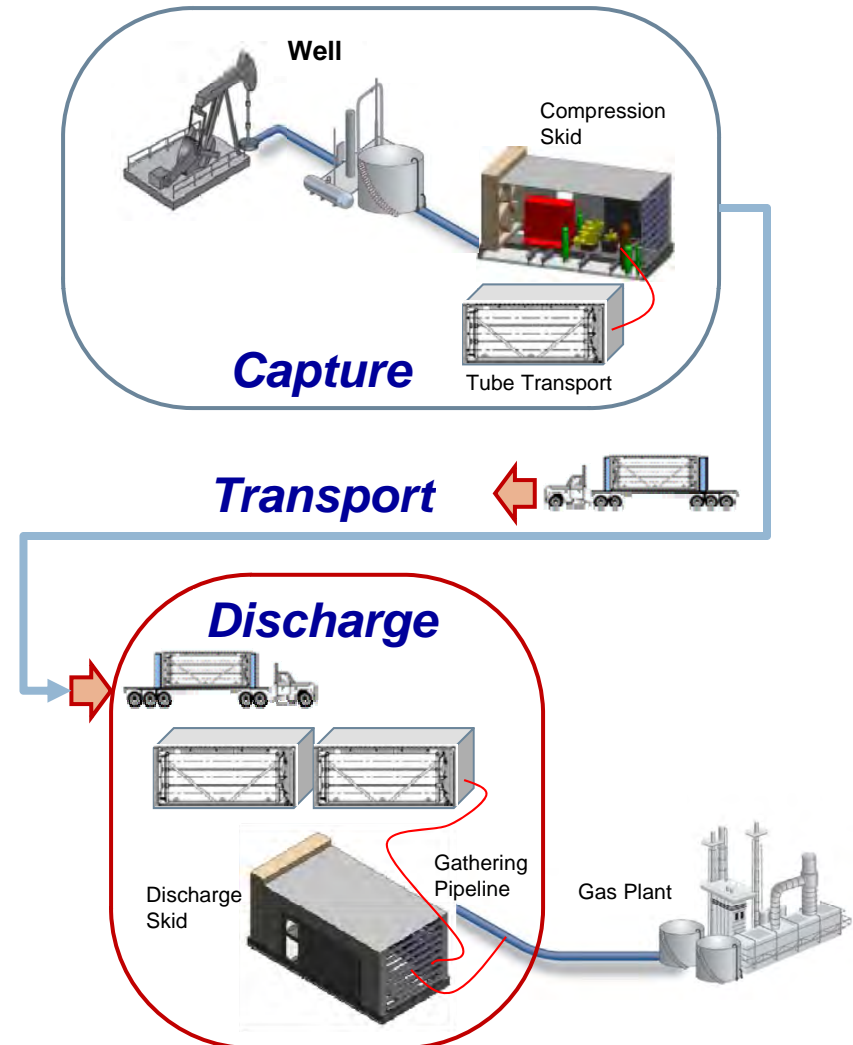 Well
Compression
Skid
Capture
Tube Transport
Transport
Discharge
Discharge
Skid
Gathering
Pipeline
Gas Plant